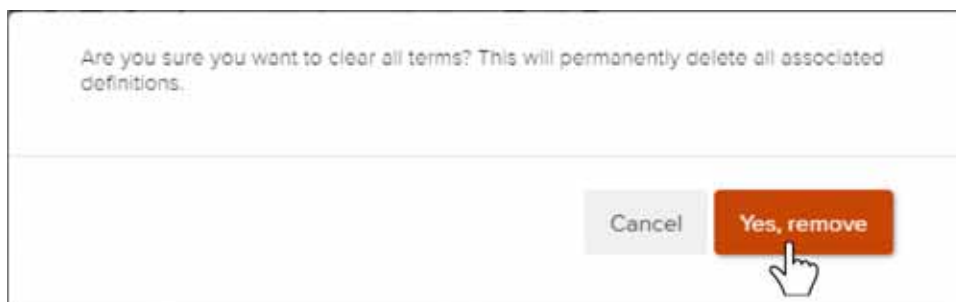 Are you sure you want to clear all terms? This will permanently delete all associated
definitions.
Cancel
Yes, remove